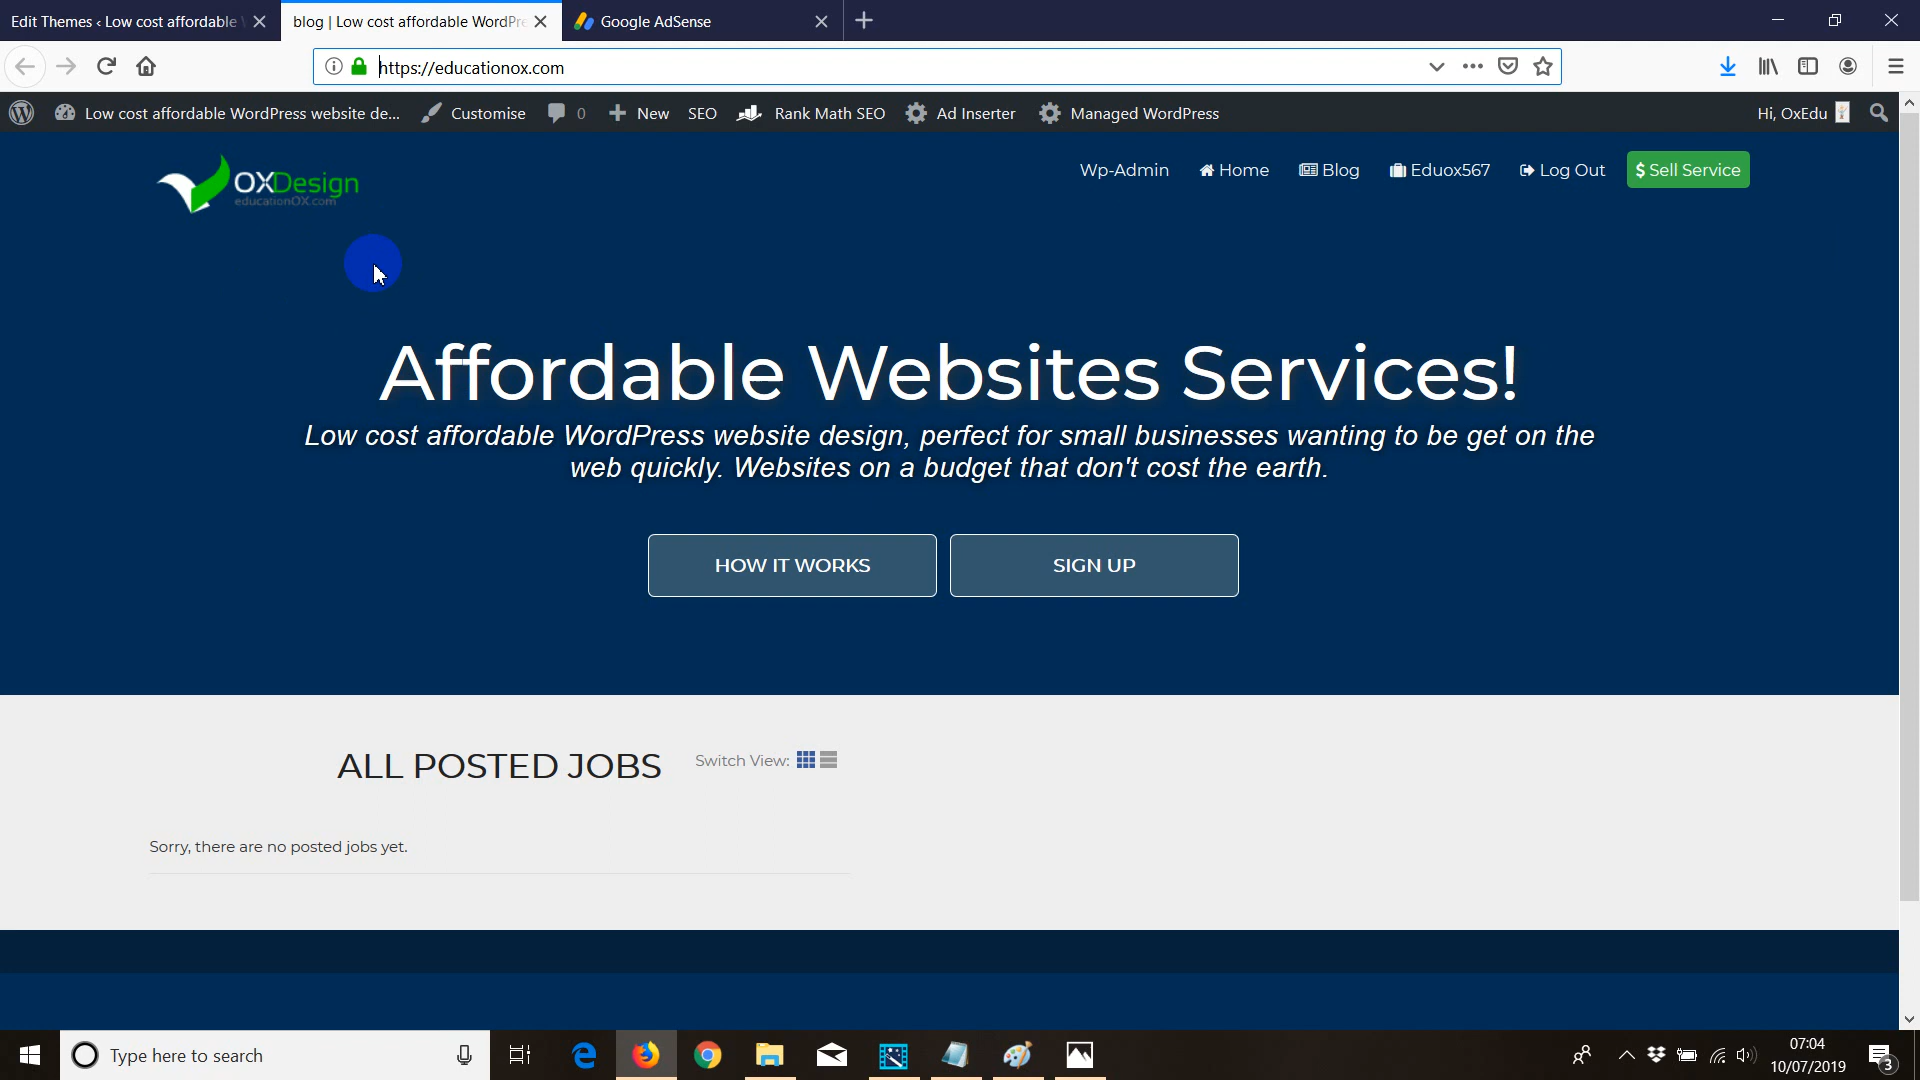 Edit Themes ‹ Low cost affordable
blog | Low cost affordable WordPre
Google AdSense
https://educationox.com
Low cost affordable WordPress website de...
Customise
0
New
SEO
Rank Math SEO
Ad Inserter
Managed WordPress
Hi, OxEdu
OXDesign
educationOX.com
Wp-Admin
Home
Blog
Eduox567
Log Out
$ Sell Service
Affordable Websites Services!
Low cost affordable WordPress website design, perfect for small businesses wanting to be get on the
web quickly. Websites on a budget that don't cost the earth.
HOW IT WORKS
SIGN UP
ALL POSTED JOBS
Switch View:
Sorry, there are no posted jobs yet.
Type here to search
07:04
10/07/2019
3